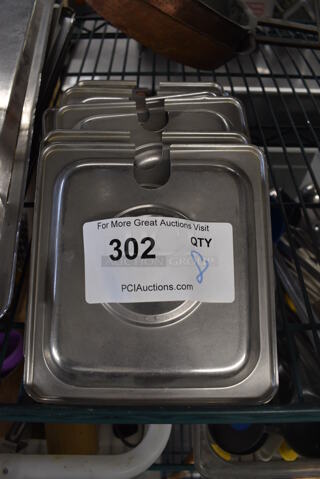 For More Great Auctions Visit
302
QTY
8
PCIAuctions.com